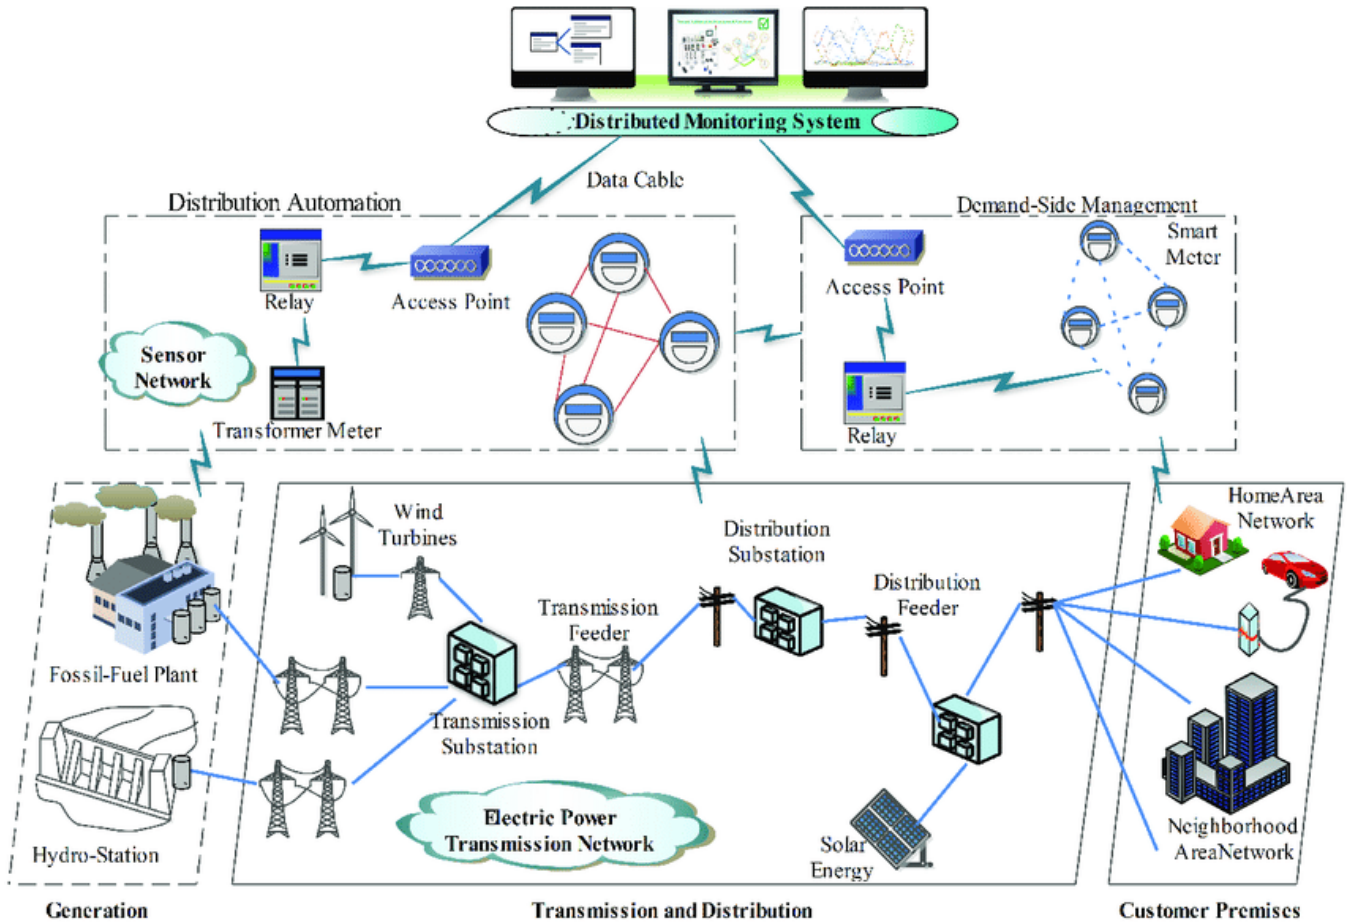 Distributed Monitoring System
Data Cable
Distribution Automation
Demand-Side Management
Smart
Meter
Relay
Access Point
Access Point
Sensor
Network
Transformer Meter
Relay
Wind
Turbines
Distribution
Substation
HomeArea
Network
Distribution
Feeder
Transmission
Feeder
Fossil-Fuel Plant
Transmission
Substation
Electric Power
Transmission Network
Hydro-Station
Solar
Energy
Neighborhood
AreaNetwork
Generation
Transmission and Distribution
Customer Premises